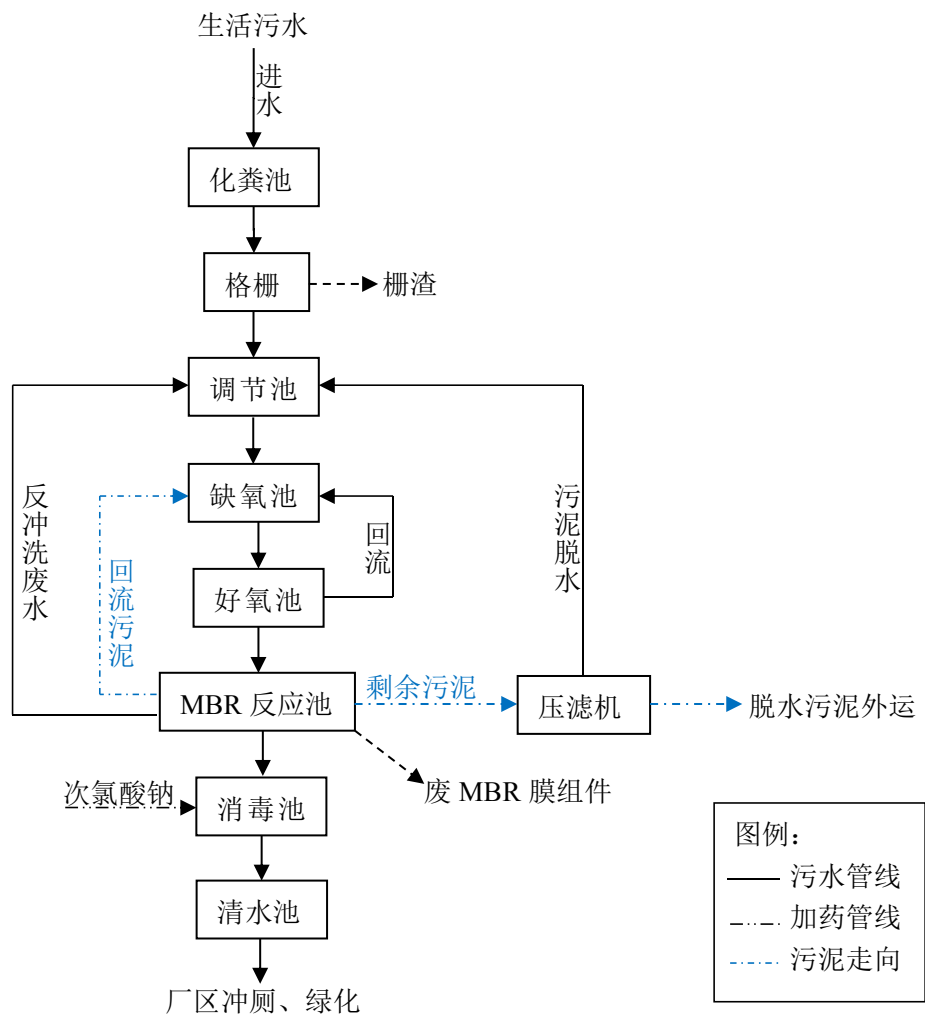 生活污水
进水
化粪池
格栅
栅渣
调节池
缺氧池
回流
好氧池
反冲洗废水
回流污泥
污泥脱水
MBR 反应池
剩余污泥
压滤机
脱水污泥外运
废 MBR 膜组件
次氯酸钠
消毒池
清水池
厂区冲厕、绿化
图例：
污水管线
加药管线
污泥走向